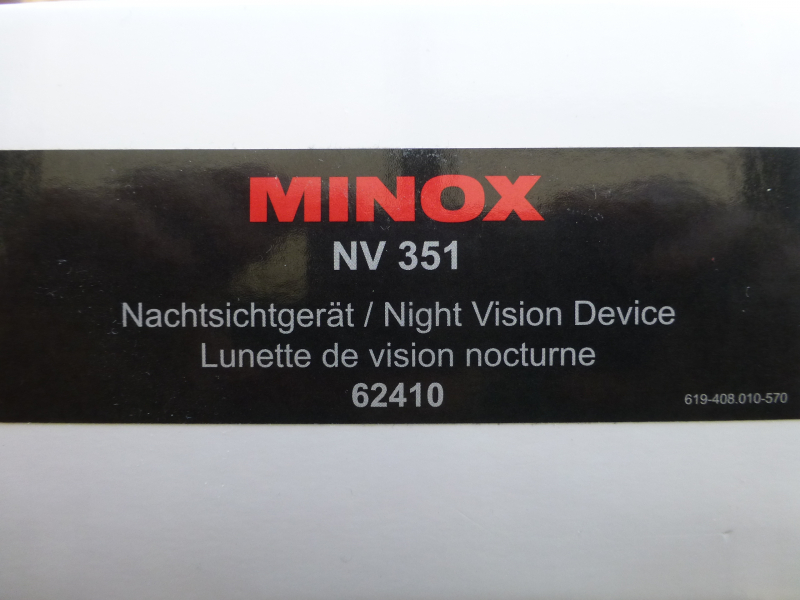 MINOX
NV 351
Nachtsichtgerät / Night Vision Device
Lunette de vision nocturne
62410
619-408.010-570